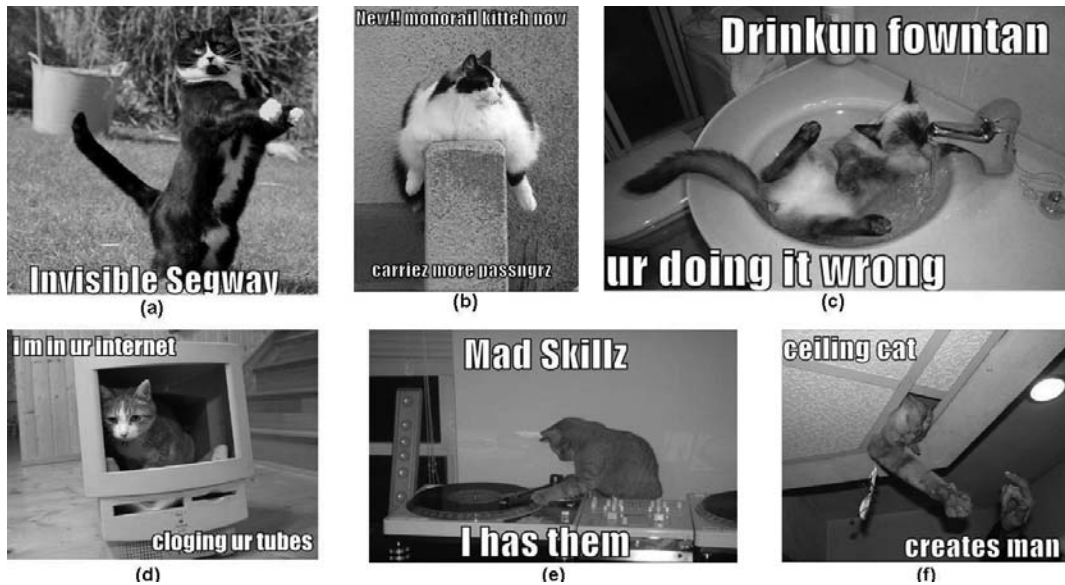 Invisible Segway
(a)
New!! monorail kitteh now
carriez more passngrz
(b)
Drinkun fowntan
ur doing it wrong
(c)
i m in ur internet
cloging ur tubes
(d)
Mad Skillz
I has them
(e)
ceiling cat
creates man
(f)